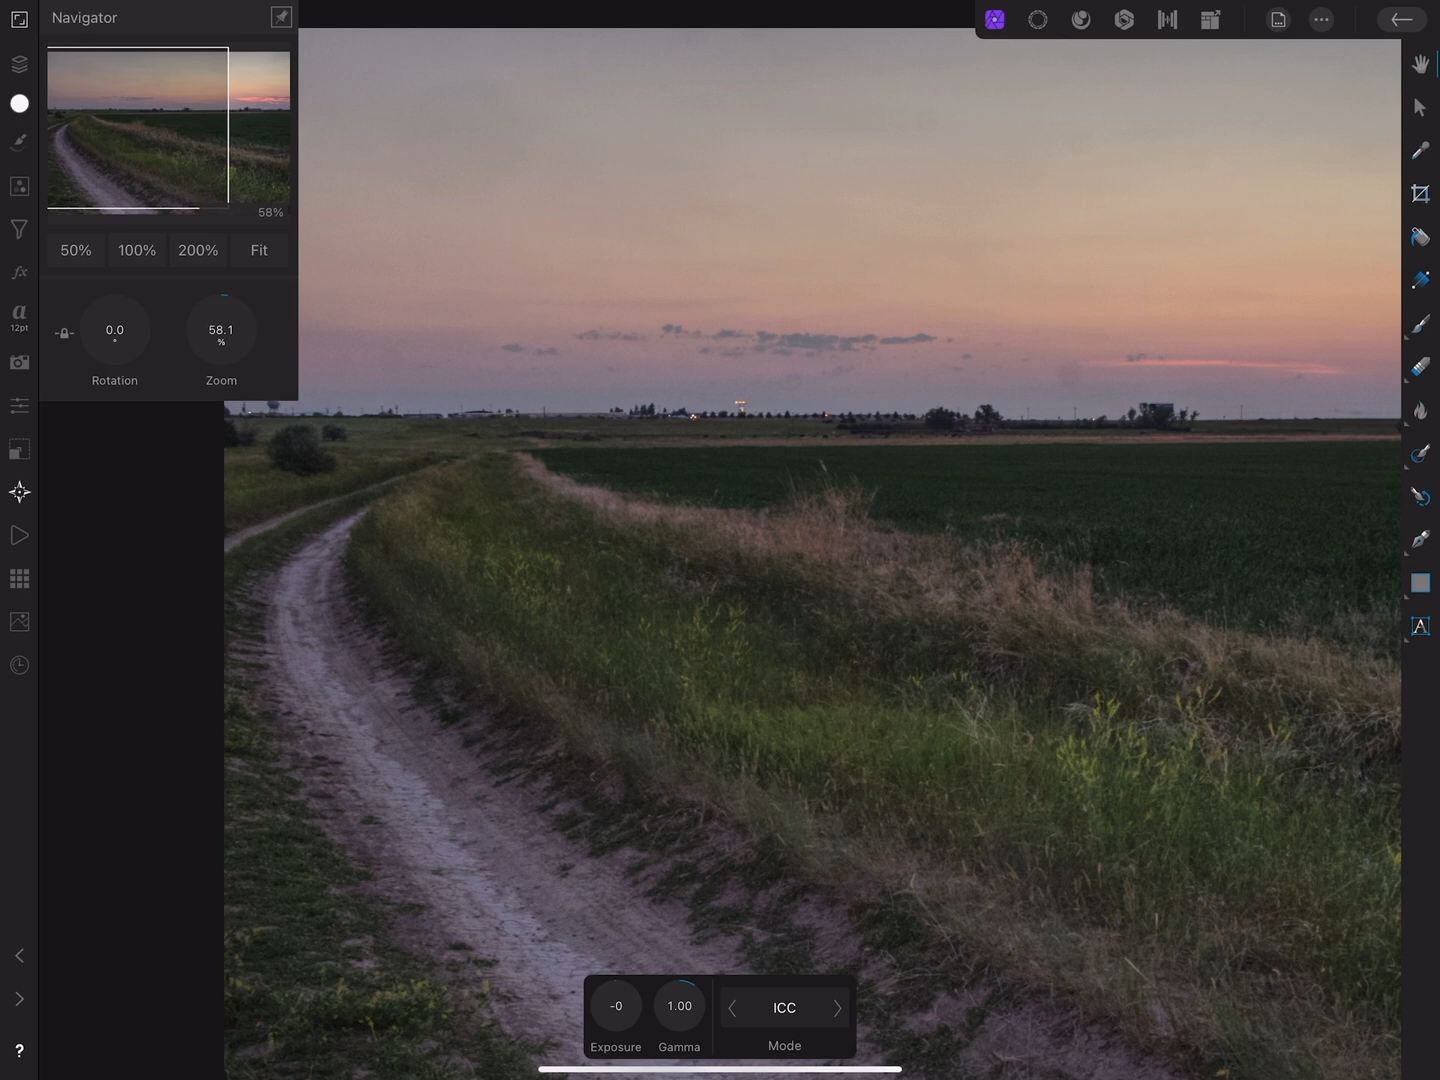 Navigator
58%
50% 100% 200% Fit
a
12pt
fx
0.0
°
58.1
%
Rotation Zoom
A
-0 1.00 ICC
Exposure Gamma Mode
?